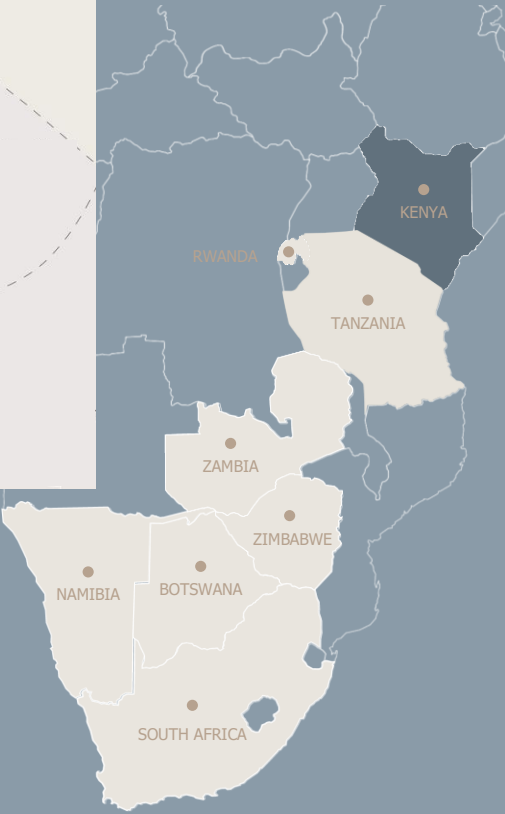 KENYA
RWANDA
TANZANIA
ZAMBIA
ZIMBABWE
BOTSWANA
NAMIBIA
SOUTH AFRICA